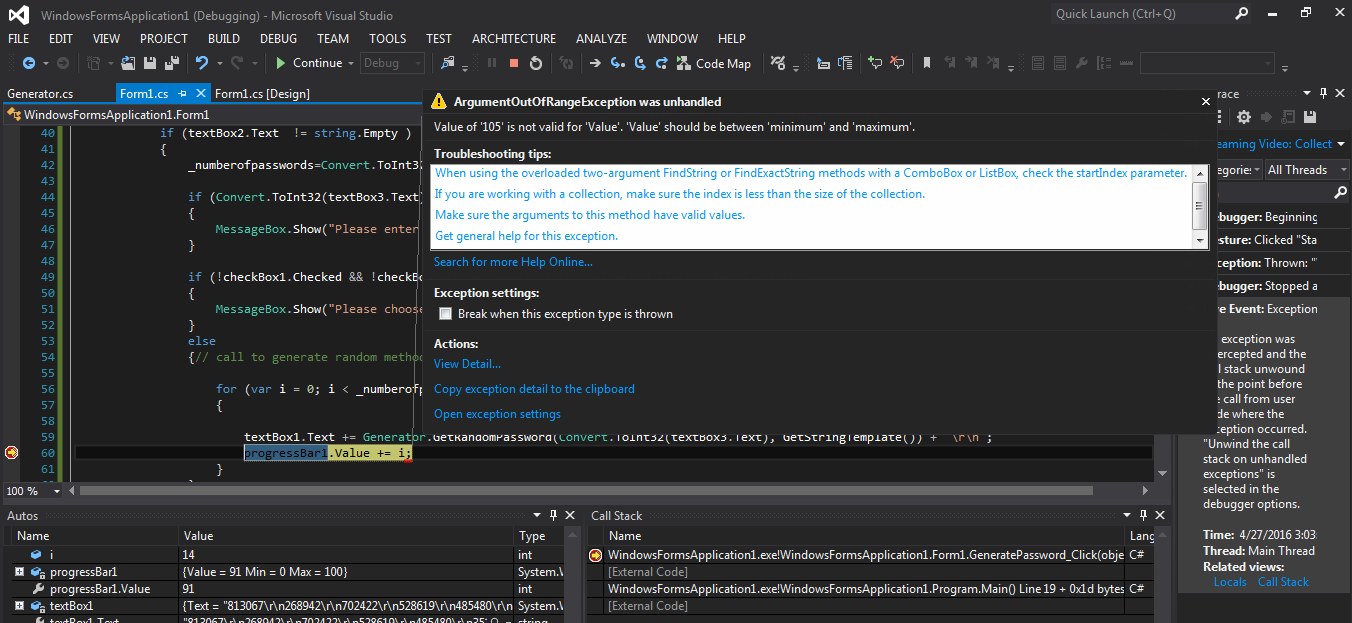 WindowsFormsApplication1 (Debugging) - Microsoft Visual Studio
Quick Launch (Ctrl+Q)
FILE EDIT VIEW PROJECT BUILD DEBUG TEAM TOOLS TEST ARCHITECTURE ANALYZE WINDOW HELP
Continue Debug Code Map
Generator.cs Form1.cs Form1.cs [Design]
WindowsFormsApplication1.Form1
40 if (textBox2.Text != string.Empty )
41 {
42 _numberofpasswords=Convert.ToInt32
43
44 if (Convert.ToInt32(textBox3.Text
45 {
46 MessageBox.Show("Please enter
47 }
48
49 if (!checkBox1.Checked && !checkBo
50 {
51 MessageBox.Show("Please choose
52 }
53 else
54 {// call to generate random metho
55
56 for (var i = 0; i < _numberofp
57 {
58
59 textBox1.Text += Generator.GetRandomPassword(Convert.ToInt32(textBox3.Text), GetStringTemplate()) + "\r\n";
60 progressBar1.Value += i;
61 }
100 %
ArgumentOutOfRangeException was unhandled
Value of '105' is not valid for 'Value'. 'Value' should be between 'minimum' and 'maximum'.
Troubleshooting tips:
When using the overloaded two-argument FindString or FindExactString methods with a ComboBox or ListBox, check the startIndex parameter.
If you are working with a collection, make sure the index is less than the size of the collection.
Make sure the arguments to this method have valid values.
Get general help for this exception.
Search for more Help Online...
Exception settings:
Break when this exception type is thrown
Actions:
View Detail...
Copy exception detail to the clipboard
Open exception settings
race
eaming Video: Collect
egorie: All Threads
bugger: Beginning
sture: Clicked "Sta
ception: Thrown: "
bugger: Stopped a
ve Event: Exception
exception was
ercepted and the
l stack unwound
the point before
e call from user
de where the
ception occurred.
"Unwind the call
stack on unhandled
exceptions" is
selected in the
debugger options.
Time: 4/27/2016 3:03:
Thread: Main Thread
Related views:
Locals Call Stack
Autos
Name Value Type
i 14 int
progressBar1 {Value = 91 Min = 0 Max = 100} System.W
progressBar1.Value 91 int
textBox1 {Text = "813067\r\n268942\r\n702422\r\n528619\r\n485480\r\n System.W
textBox1.Text "813067\r\n268942\r\n702422\r\n528619\r\n485480\r\n35 string
Call Stack
Name Lang
WindowsFormsApplication1.exe!WindowsFormsApplication1.Form1.GeneratePassword_Click(obje C#
[External Code]
WindowsFormsApplication1.exe!WindowsFormsApplication1.Program.Main() Line 19 + 0x1d bytes C#
[External Code]